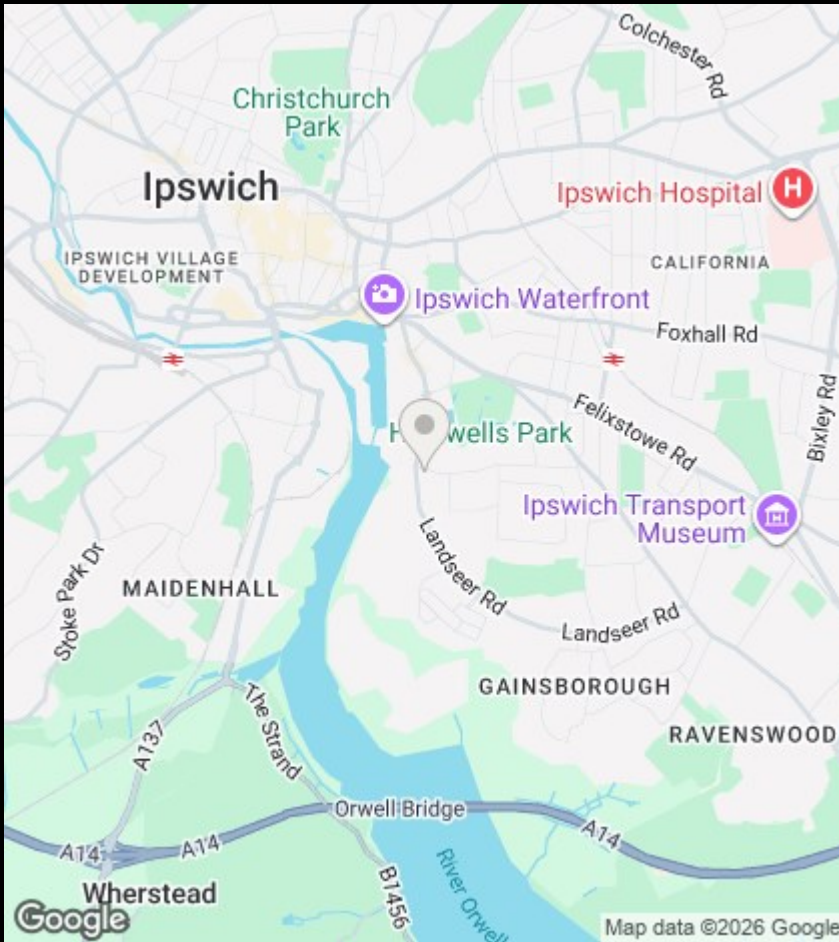 Colchester Rd
Christchurch
Park
Ipswich
Ipswich Hospital
H
IPSWICH VILLAGE
DEVELOPMENT
CALIFORNIA
Ipswich Waterfront
Foxhall Rd
Bixley Rd
Felixstowe Rd
wells Park
Ipswich Transport
Museum
Landseer Rd
Stoke Park Dr
MAIDENHALL
Landseer Rd
GAINSBOROUGH
The Strand
A137
RAVENSWOOD
Orwell Bridge
A14
A14
A14
Wherstead
B1456
River Orwell
Google
Map data ©2026 Google